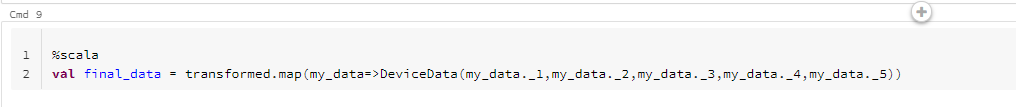 Cmd 9
1 %scala
2 val final_data = transformed.map(my_data=>DeviceData(my_data._1,my_data._2,my_data._3,my_data._4,my_data._5))